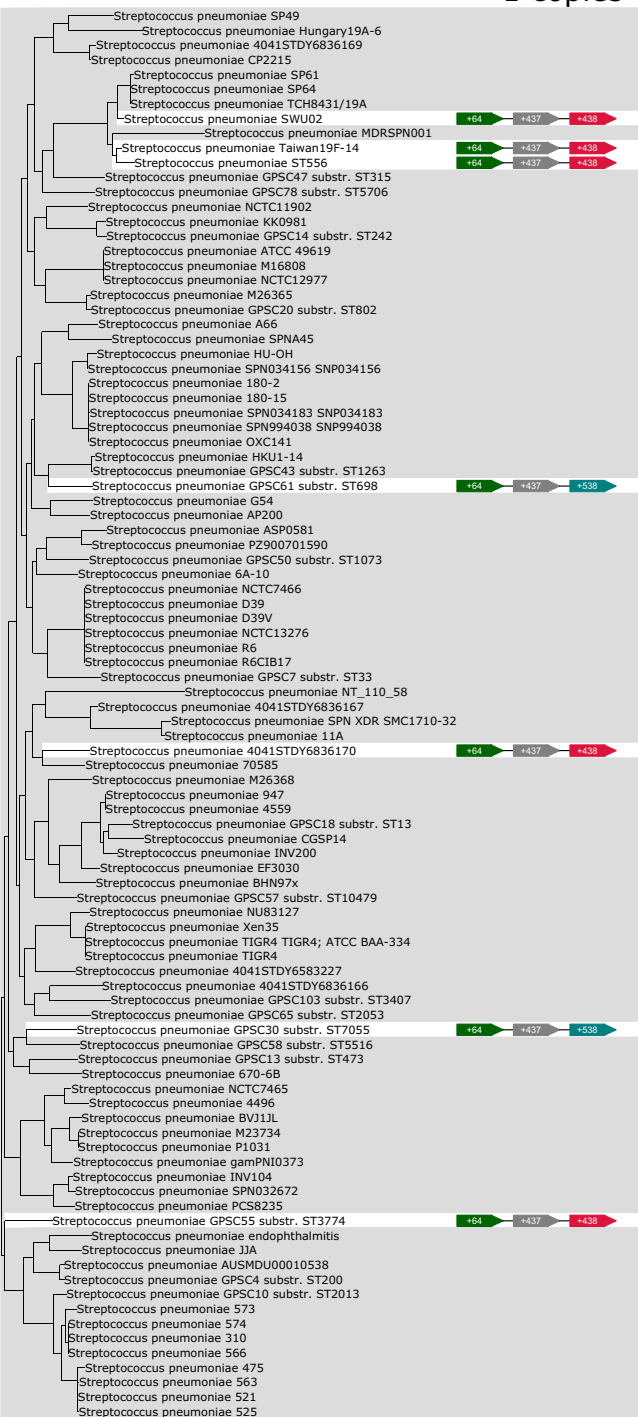 Streptococcus pneumoniae SP49
Streptococcus pneumoniae Hungary19A-6
Streptococcus pneumoniae 4041STDY6836169
Streptococcus pneumoniae CP2215
Streptococcus pneumoniae SP61
Streptococcus pneumoniae SP64
Streptococcus pneumoniae TCH8431/19A
Streptococcus pneumoniae SWU02 +64 +437 +438
Streptococcus pneumoniae MDRSPN001
Streptococcus pneumoniae Taiwan19F-14 +64 +437 +438
Streptococcus pneumoniae ST556 +64 +437 +438
Streptococcus pneumoniae GPSC47 substr. ST315
Streptococcus pneumoniae GPSC78 substr. ST5706
Streptococcus pneumoniae NCTC11902
Streptococcus pneumoniae KK0981
Streptococcus pneumoniae GPSC14 substr. ST242
Streptococcus pneumoniae ATCC 49619
Streptococcus pneumoniae M16808
Streptococcus pneumoniae NCTC12977
Streptococcus pneumoniae M26365
Streptococcus pneumoniae GPSC20 substr. ST802
Streptococcus pneumoniae A66
Streptococcus pneumoniae SPNA45
Streptococcus pneumoniae HU-OH
Streptococcus pneumoniae SPN034156 SNP034156
Streptococcus pneumoniae 180-2
Streptococcus pneumoniae 180-15
Streptococcus pneumoniae SPN034183 SNP034183
Streptococcus pneumoniae SPN994038 SNP994038
Streptococcus pneumoniae OXC141
Streptococcus pneumoniae HKU1-14
Streptococcus pneumoniae GPSC43 substr. ST1263
Streptococcus pneumoniae GPSC61 substr. ST698 +64 +437 +538
Streptococcus pneumoniae G54
Streptococcus pneumoniae AP200
Streptococcus pneumoniae ASP0581
Streptococcus pneumoniae PZ900701590
Streptococcus pneumoniae GPSC50 substr. ST1073
Streptococcus pneumoniae 6A-10
Streptococcus pneumoniae NCTC7466
Streptococcus pneumoniae D39
Streptococcus pneumoniae D39V
Streptococcus pneumoniae NCTC13276
Streptococcus pneumoniae R6
Streptococcus pneumoniae R6CIB17
Streptococcus pneumoniae GPSC7 substr. ST33
Streptococcus pneumoniae NT_110_58
Streptococcus pneumoniae 4041STDY6836167
Streptococcus pneumoniae SPN XDR SMC1710-32
Streptococcus pneumoniae 11A
Streptococcus pneumoniae 4041STDY6836170 +64 +437 +438
Streptococcus pneumoniae 70585
Streptococcus pneumoniae M26368
Streptococcus pneumoniae 947
Streptococcus pneumoniae 4559
Streptococcus pneumoniae GPSC18 substr. ST13
Streptococcus pneumoniae CGSP14
Streptococcus pneumoniae INV200
Streptococcus pneumoniae EF3030
Streptococcus pneumoniae BHN97x
Streptococcus pneumoniae GPSC57 substr. ST10479
Streptococcus pneumoniae NU83127
Streptococcus pneumoniae Xen35
Streptococcus pneumoniae TIGR4 TIGR4; ATCC BAA-334
Streptococcus pneumoniae TIGR4
Streptococcus pneumoniae 4041STDY6583227
Streptococcus pneumoniae 4041STDY6836166
Streptococcus pneumoniae GPSC103 substr. ST3407
Streptococcus pneumoniae GPSC65 substr. ST2053
Streptococcus pneumoniae GPSC30 substr. ST7055 +64 +437 +538
Streptococcus pneumoniae GPSC58 substr. ST5516
Streptococcus pneumoniae GPSC13 substr. ST473
Streptococcus pneumoniae 670-6B
Streptococcus pneumoniae NCTC7465
Streptococcus pneumoniae 4496
Streptococcus pneumoniae BVJ1JL
Streptococcus pneumoniae M23734
Streptococcus pneumoniae P1031
Streptococcus pneumoniae gamPNI0373
Streptococcus pneumoniae INV104
Streptococcus pneumoniae SPN032672
Streptococcus pneumoniae PCS8235
Streptococcus pneumoniae GPSC55 substr. ST3774 +64 +437 +438
Streptococcus pneumoniae endophthalmitis
Streptococcus pneumoniae JJA
Streptococcus pneumoniae AUSMDU00010538
Streptococcus pneumoniae GPSC4 substr. ST200
Streptococcus pneumoniae GPSC10 substr. ST2013
Streptococcus pneumoniae 573
Streptococcus pneumoniae 574
Streptococcus pneumoniae 310
Streptococcus pneumoniae 566
Streptococcus pneumoniae 475
Streptococcus pneumoniae 563
Streptococcus pneumoniae 521
Streptococcus pneumoniae 525